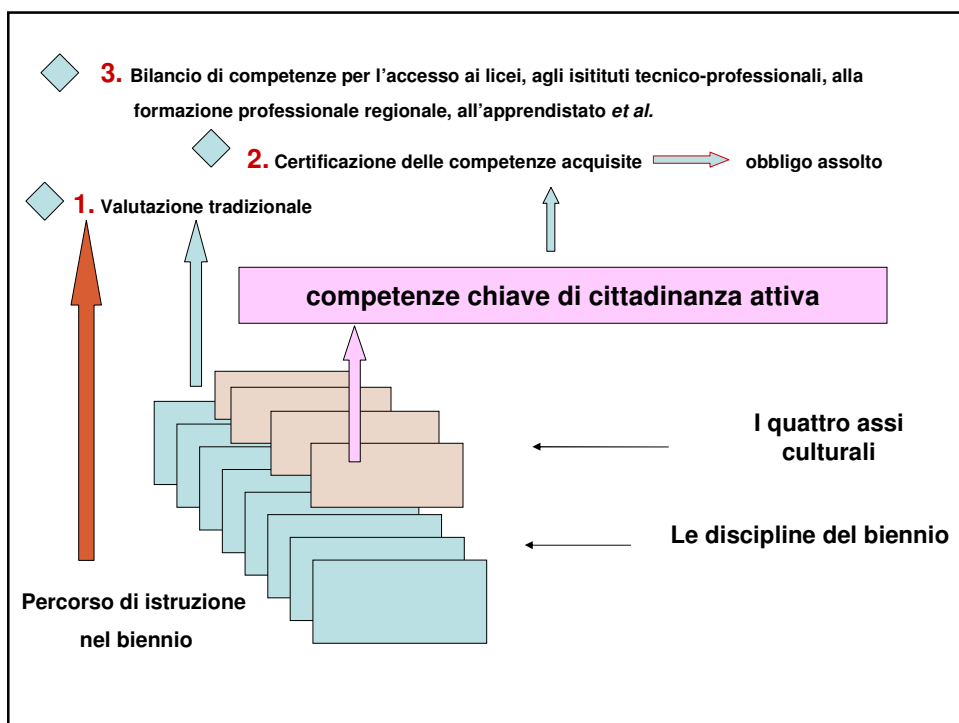 3. Bilancio di competenze per l'accesso ai licei, agli isitituti tecnico-professionali, alla
formazione professionale regionale, all'apprendistato et al.
2. Certificazione delle competenze acquisite
obbligo assolto
1. Valutazione tradizionale
competenze chiave di cittadinanza attiva
I quattro assi
culturali
Le discipline del biennio
Percorso di istruzione
nel biennio